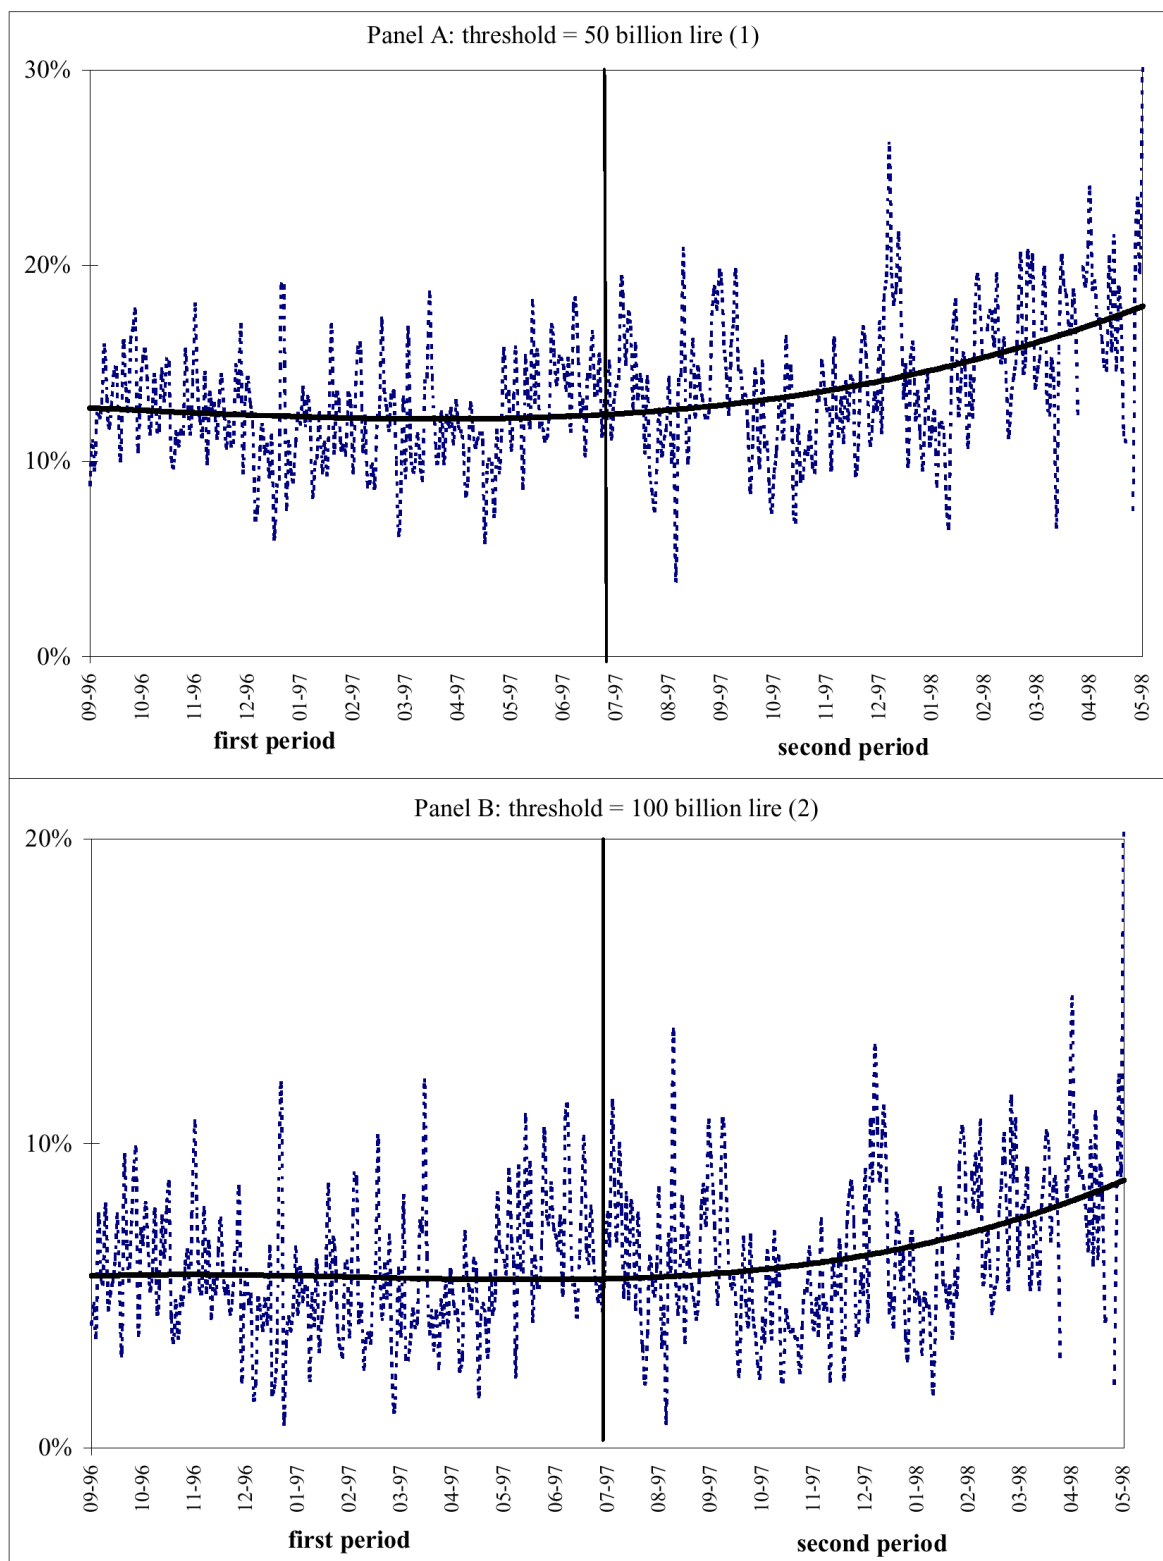 Panel A: threshold = 50 billion lire (1)
30%
20%
10%
0%
09-96 10-96 11-96 12-96 01-97 02-97 03-97 04-97 05-97 06-97 07-97 08-97 09-97 10-97 11-97 12-97 01-98 02-98 03-98 04-98 05-98
first period second period
Panel B: threshold = 100 billion lire (2)
20%
10%
0%
09-96 10-96 11-96 12-96 01-97 02-97 03-97 04-97 05-97 06-97 07-97 08-97 09-97 10-97 11-97 12-97 01-98 02-98 03-98 04-98 05-98
first period second period